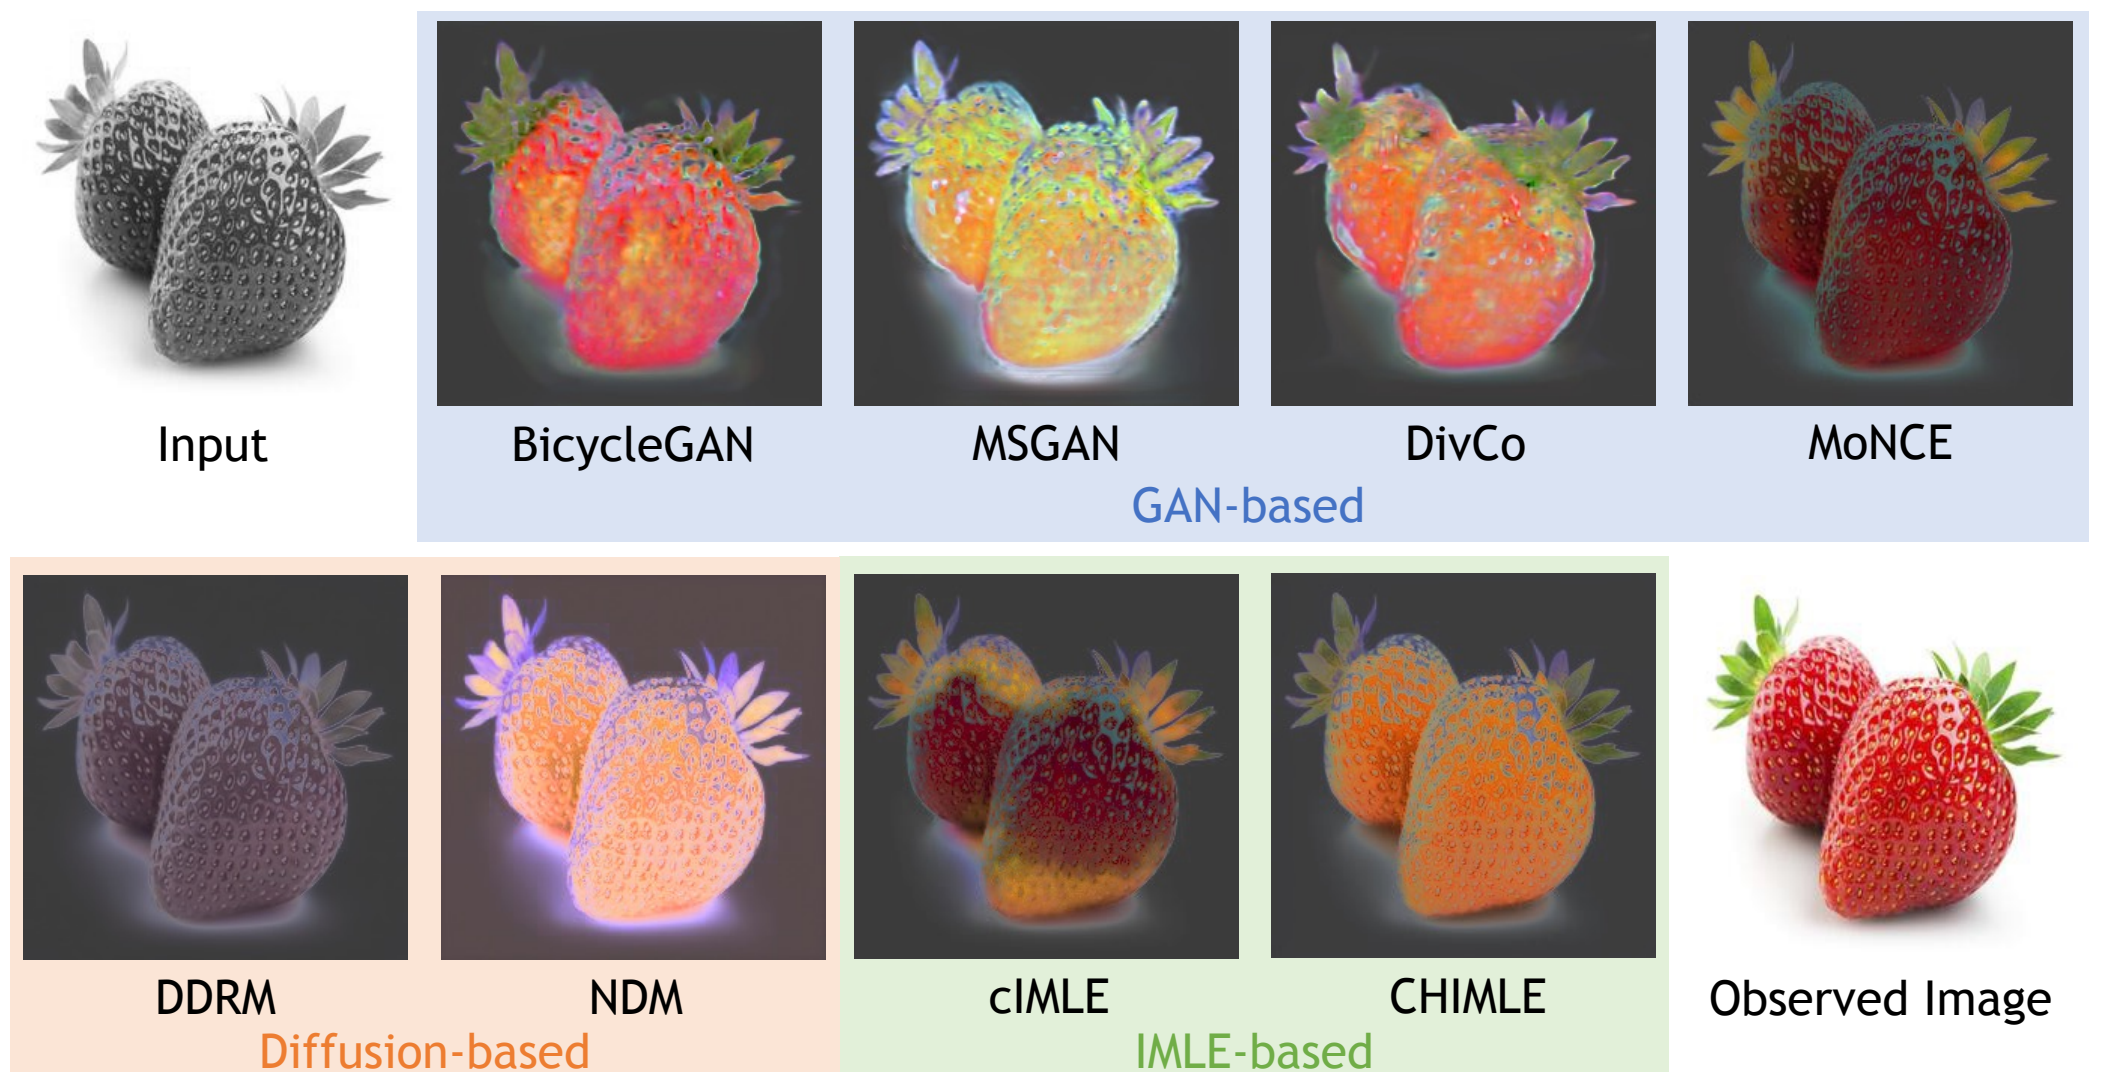 Input
BicycleGAN
MSGAN
DivCo
MoNCE
GAN-based
DDRM
NDM
cIMLE
CHIMLE
Observed Image
Diffusion-based
IMLE-based